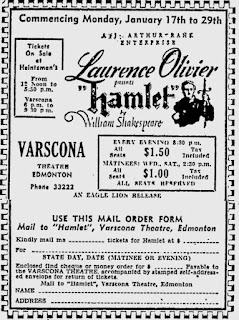 Commencing Monday, January 17th to 29th
Tickets
On Sale
at
Heintzman's
From
12 noon to
5:30 p.m.
Varscona
6 p.m. to
9:30 p.m.
ARTHUR-RANK
ENTERPRISE
Laurence Olivier
presents
"Hamlet"
by
William Shakespeare
VARSCONA
THEATRE
EDMONTON
Phone 33222
EVERY EVENING 8:30 p.m.
All Seats $1.50 Tax Included
MATINEES: WED., SAT., 2:20 p.m.
All Seats $1.00 Tax Included
ALL SEATS RESERVED
AN EAGLE LION RELEASE
USE THIS MAIL ORDER FORM
Mail to "Hamlet", Varscona Theatre, Edmonton
Kindly mail me tickets for Hamlet at $
For
STATE DAY, DATE (MATINEE OR EVENING)
Enclosed find cheque or money order for $ Payable to
the VARSCONA THEATRE, accompanied by stamped self-address-
ed envelope for return of tickets.
Mail to "Hamlet", Varscona Theatre, Edmonton
NAME
ADDRESS